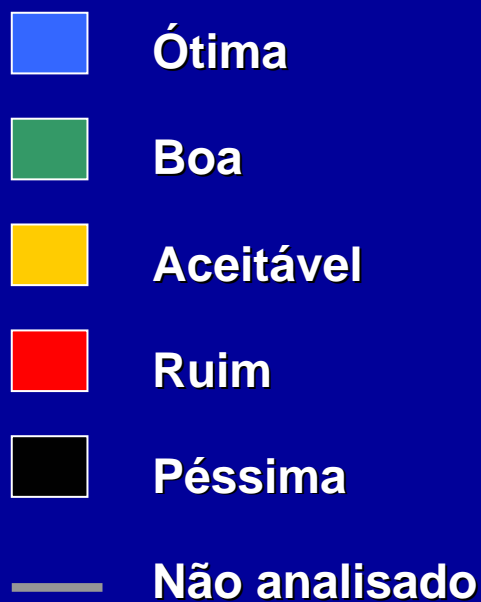 Ótima
Boa
Aceitável
Ruim
Péssima
Não analisado